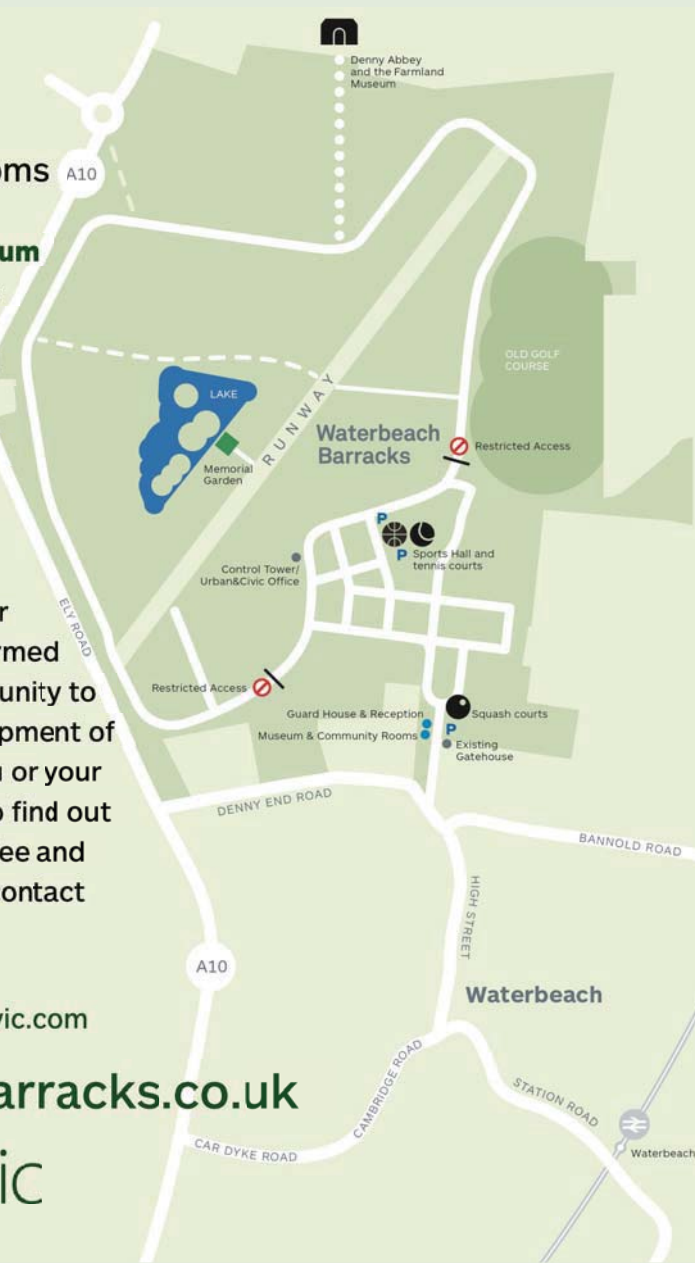 Denny Abbey
and the Farmland
Museum
oms
A10
um
OLD GOLF
COURSE
LAKE
RUNWAY
Waterbeach
Barracks
Restricted Access
Memorial
Garden
P
P
Sports Hall and
tennis courts
Control Tower/
Urban&Civic Office
ELY ROAD
r
rmed
unity to
pment of
u or your
o find out
ee and
contact
Restricted Access
Guard House & Reception
Squash courts
P
Museum & Community Rooms
Existing
Gatehouse
DENNY END ROAD
BANNOLD ROAD
HIGH STREET
A10
Waterbeach
vic.com
arracks.co.uk
CAMBRIDGE ROAD
STATION ROAD
CAR DYKE ROAD
Waterbeach
ic